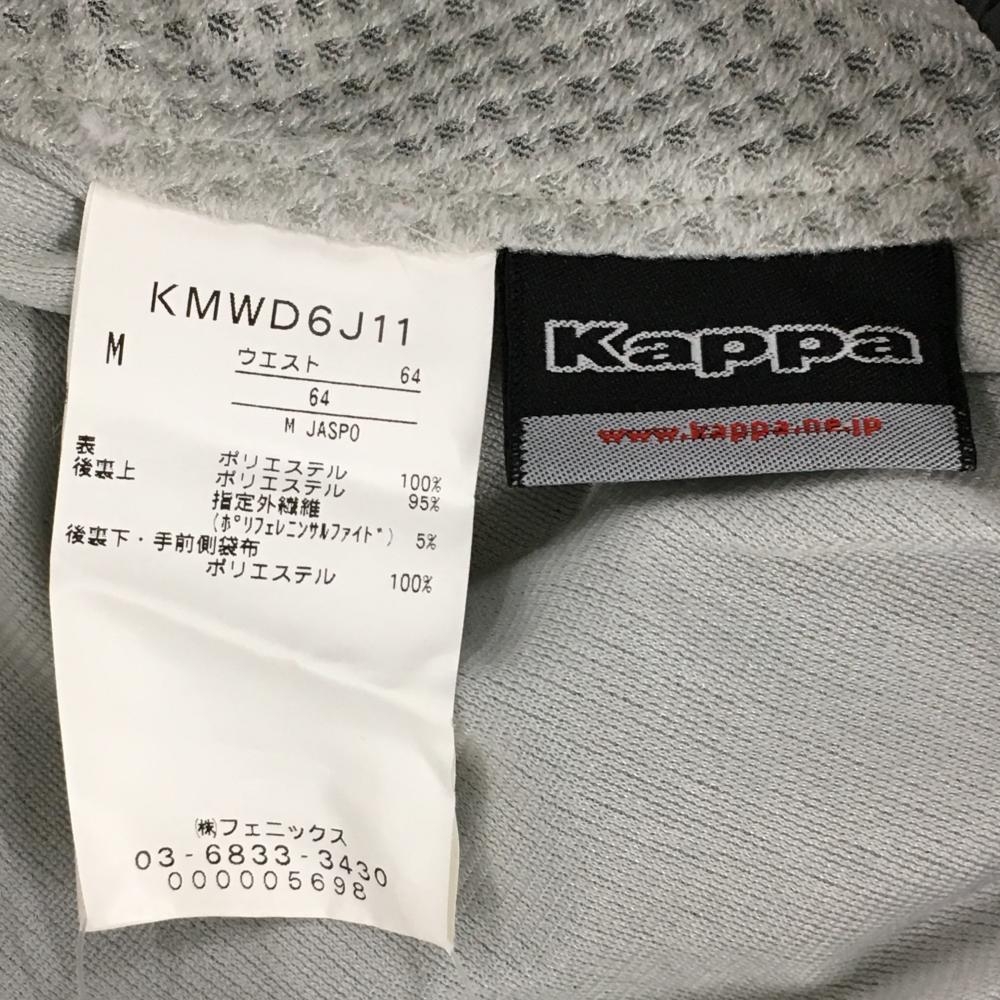 KMWD6J11
M
ウエスト 64
64
M JASPO
表 ポリエステル 100%
後裏上 ポリエステル 95%
指定外繊維
(ポリフェレニンサルファイド) 5%
後裏下・手前側袋布
ポリエステル 100%
㈱フェニックス
03-6833-3430
000005698
Kappa
www.kappa.ne.jp